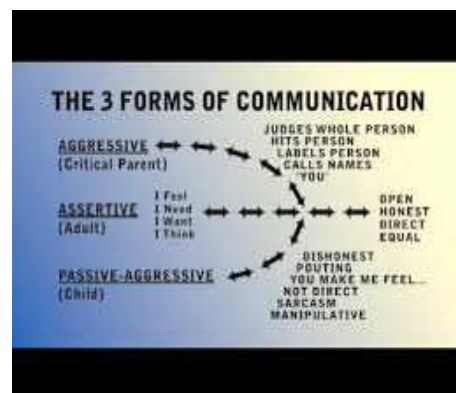 THE 3 FORMS OF COMMUNICATION
JUDGES WHOLE PERSON
HITS PERSON
LABELS PERSON
CALLS NAMES
"YOU"
AGGRESSIVE
(Critical Parent)
ASSERTIVE
(Adult)
I Feel
I Need
I Want
I Think
OPEN
HONEST
DIRECT
EQUAL
PASSIVE-AGGRESSIVE
(Child)
DISHONEST
POUTING
YOU MAKE ME FEEL...
NOT DIRECT
SARCASM
MANIPULATIVE